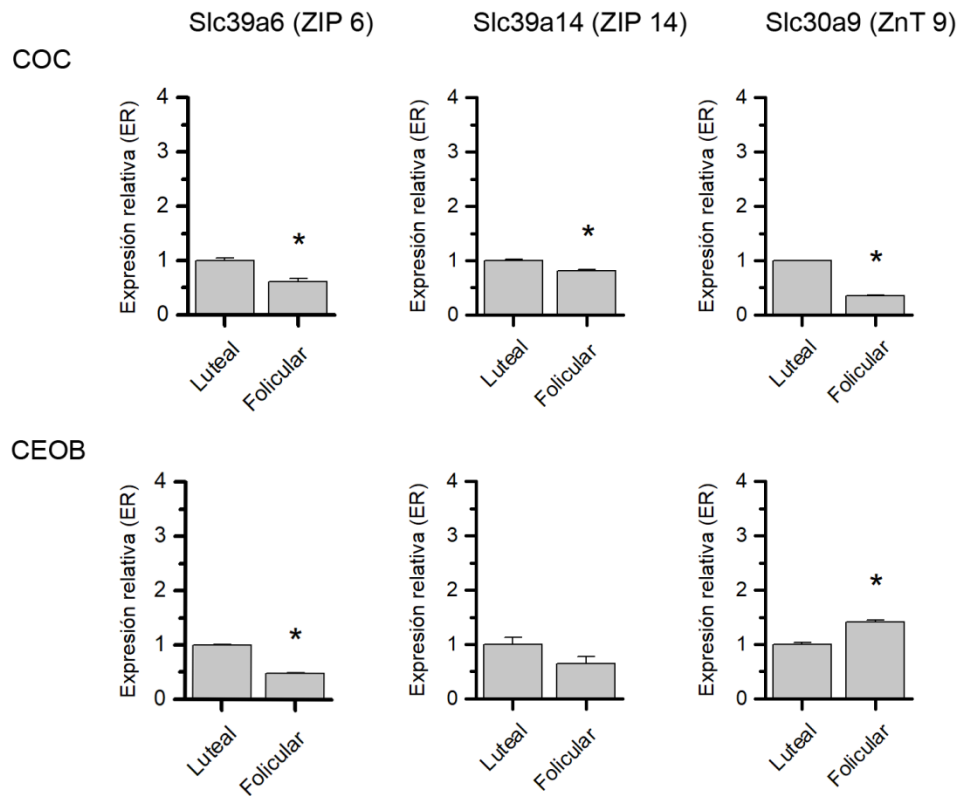 Slc39a6 (ZIP 6)
Slc39a14 (ZIP 14)
Slc30a9 (ZnT 9)
COC
Expresión relativa (ER)
4
3
2
1
0
*
Luteal
Folicular
Expresión relativa (ER)
4
3
2
1
0
*
Luteal
Folicular
Expresión relativa (ER)
4
3
2
1
0
*
Luteal
Folicular
CEOB
Expresión relativa (ER)
4
3
2
1
0
*
Luteal
Folicular
Expresión relativa (ER)
4
3
2
1
0
Luteal
Folicular
Expresión relativa (ER)
4
3
2
1
0
*
Luteal
Folicular